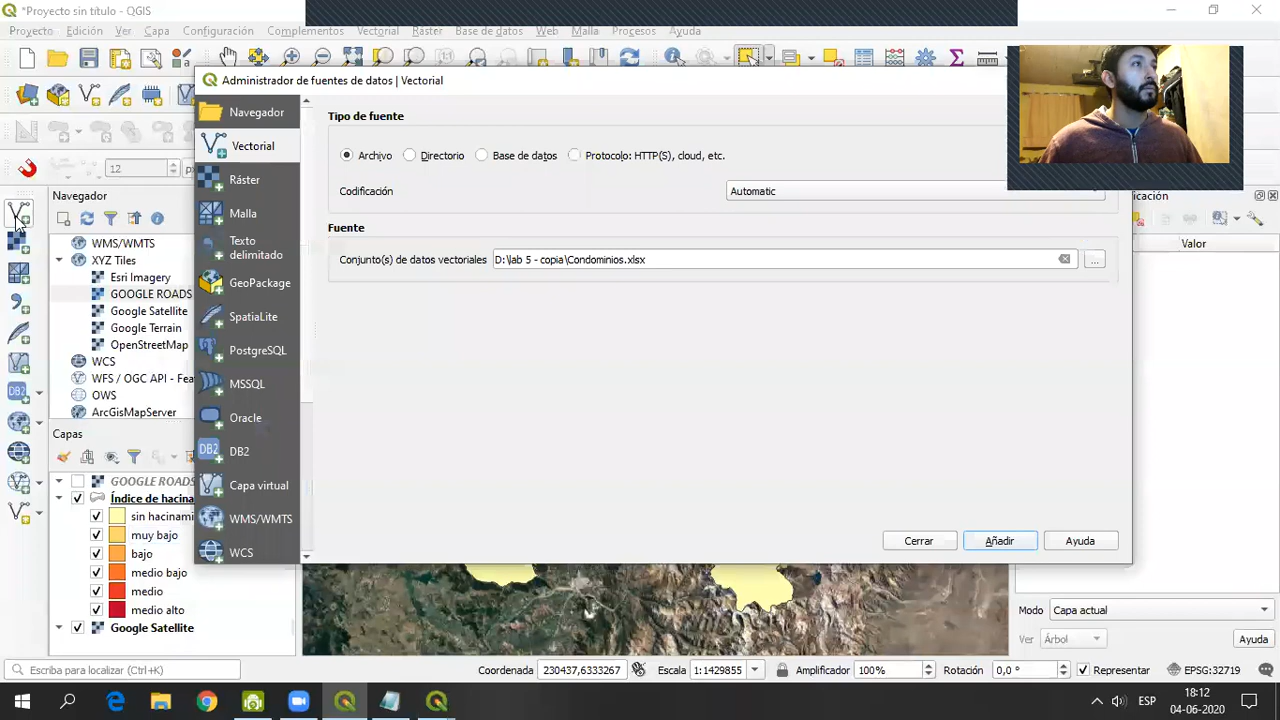 *Proyecto sin título - QGIS
Proyecto Edición Ver Capa Configuración Complementos Vectorial Ráster Base de datos Web Malla Procesos Ayuda
Administrador de fuentes de datos | Vectorial
Navegador
Vectorial
Ráster
Malla
Texto
delimitado
GeoPackage
SpatiaLite
PostgreSQL
MSSQL
Oracle
DB2
Capa virtual
WMS/WMTS
WCS
Tipo de fuente
Archivo Directorio Base de datos Protocolo: HTTP(S), cloud, etc.
Codificación Automatic
Fuente
Conjunto(s) de datos vectoriales D:\lab 5 - copia\Condominios.xlsx ...
Cerrar Añadir Ayuda
12 px
Navegador
WMS/WMTS
XYZ Tiles
Esri Imagery
GOOGLE ROADS
Google Satellite
Google Terrain
OpenStreetMap
WCS
WFS / OGC API - Fea
OWS
ArcGisMapServer
Capas
GOOGLE ROADS
Índice de hacina
sin hacinami
muy bajo
bajo
medio bajo
medio
medio alto
Google Satellite
Valor
Modo Capa actual
Ver Árbol Ayuda
Escriba para localizar (Ctrl+K) Coordenada 230437,6333267 Escala 1:1429855 Amplificador 100% Rotación 0,0 ° Representar EPSG:32719
ESP
18:12
04-06-2020